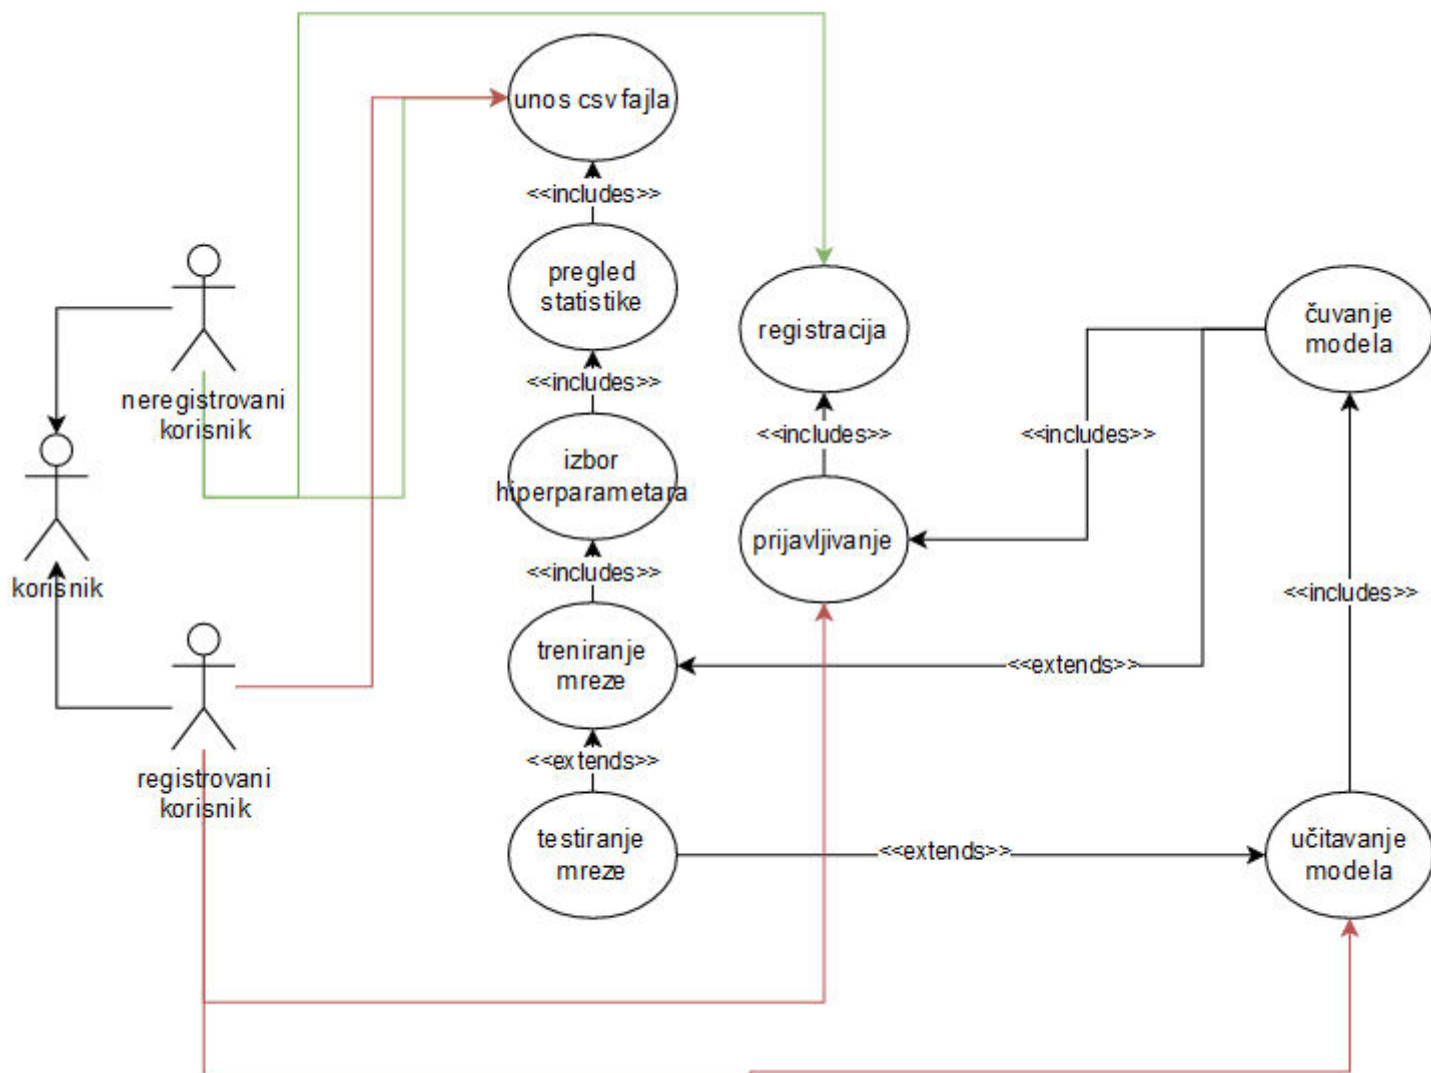 unos csv fajla
<<includes>>
pregled
statistike
registracija
čuvanje
modela
<<includes>>
neregistrovani
korisnik
<<includes>>
<<includes>>
izbor
hiperparametara
prijavljivanje
korisnik
<<includes>>
<<includes>>
treniranje
mreze
<<extends>>
<<extends>>
registrovani
korisnik
testiranje
mreze
<<extends>>
učitavanje
modela